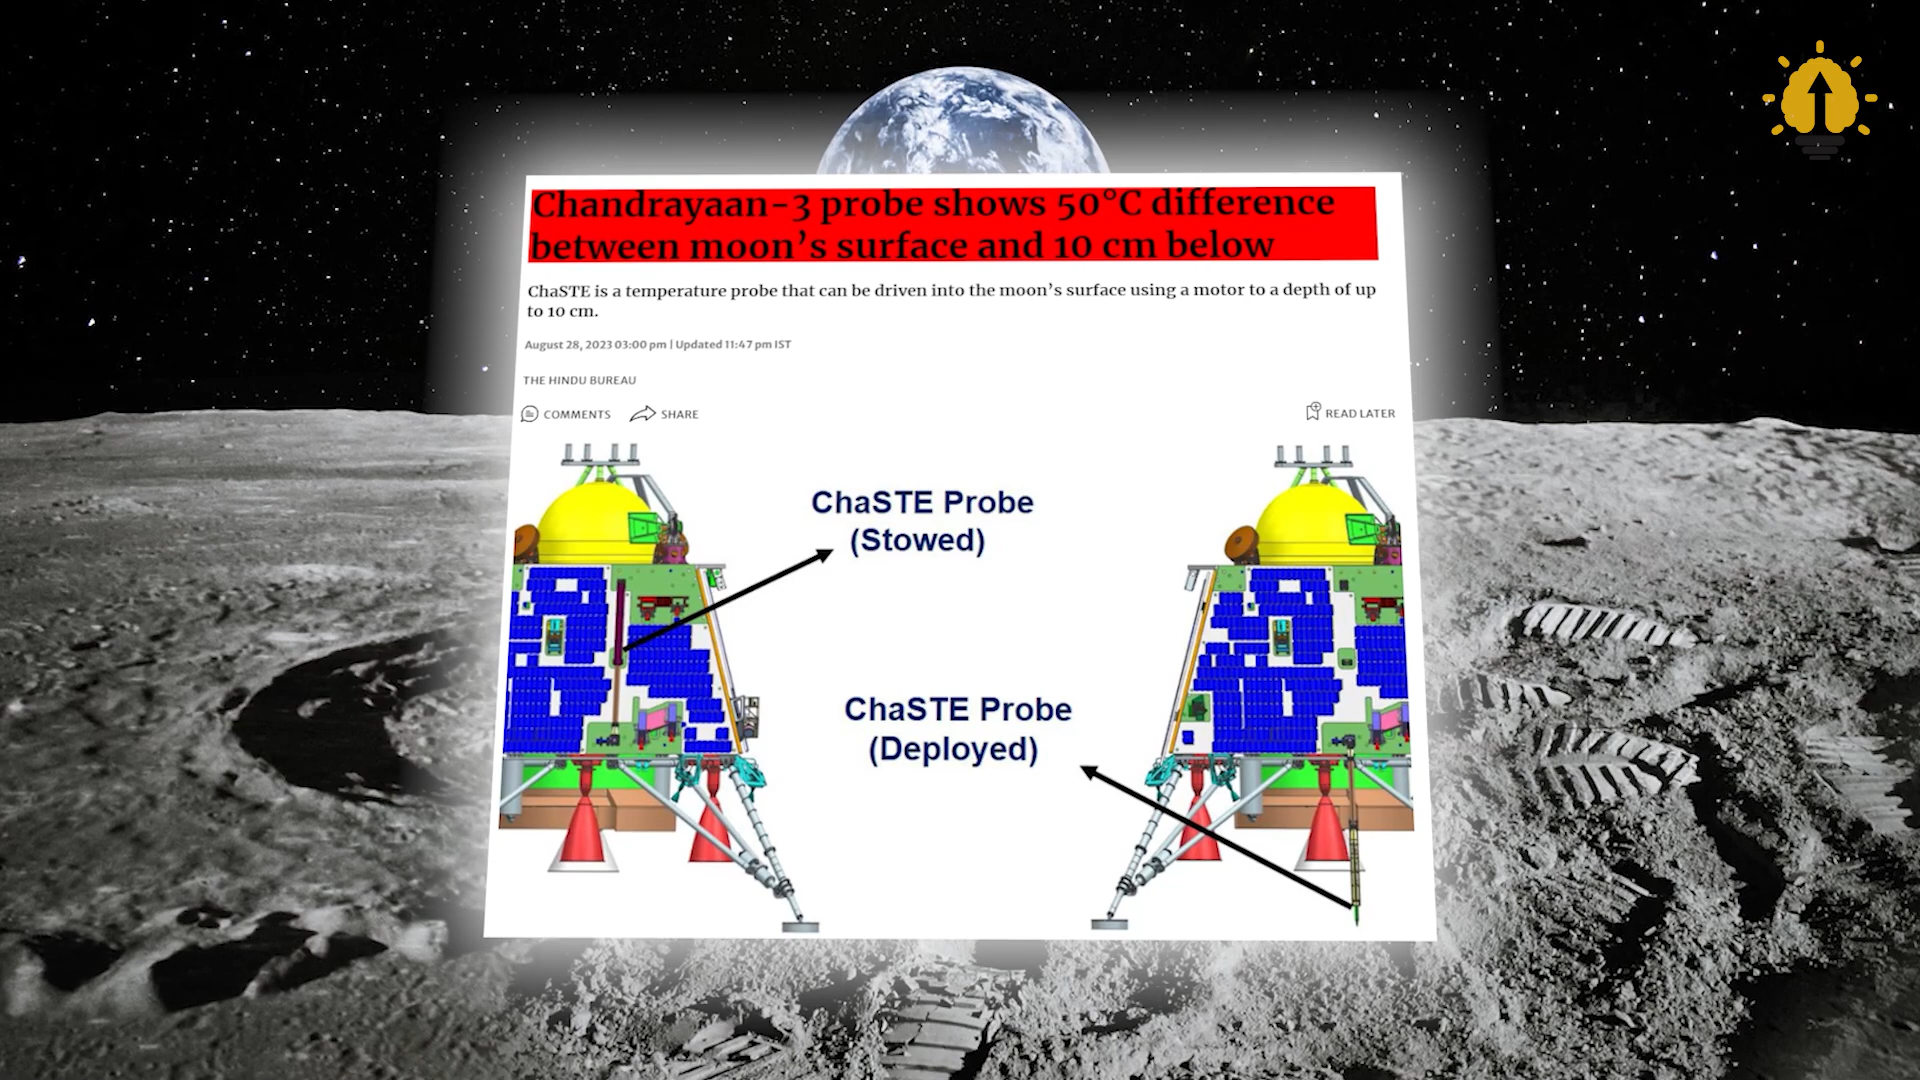 Chandrayaan-3 probe shows 50°C difference
between moon's surface and 10 cm below
ChaSTE is a temperature probe that can be driven into the moon's surface using a motor to a depth of up
to 10 cm.
August 28, 2023 03:00 pm | Updated 11:47 pm IST
THE HINDU BUREAU
COMMENTS SHARE READ LATER
ChaSTE Probe
(Stowed)
ChaSTE Probe
(Deployed)